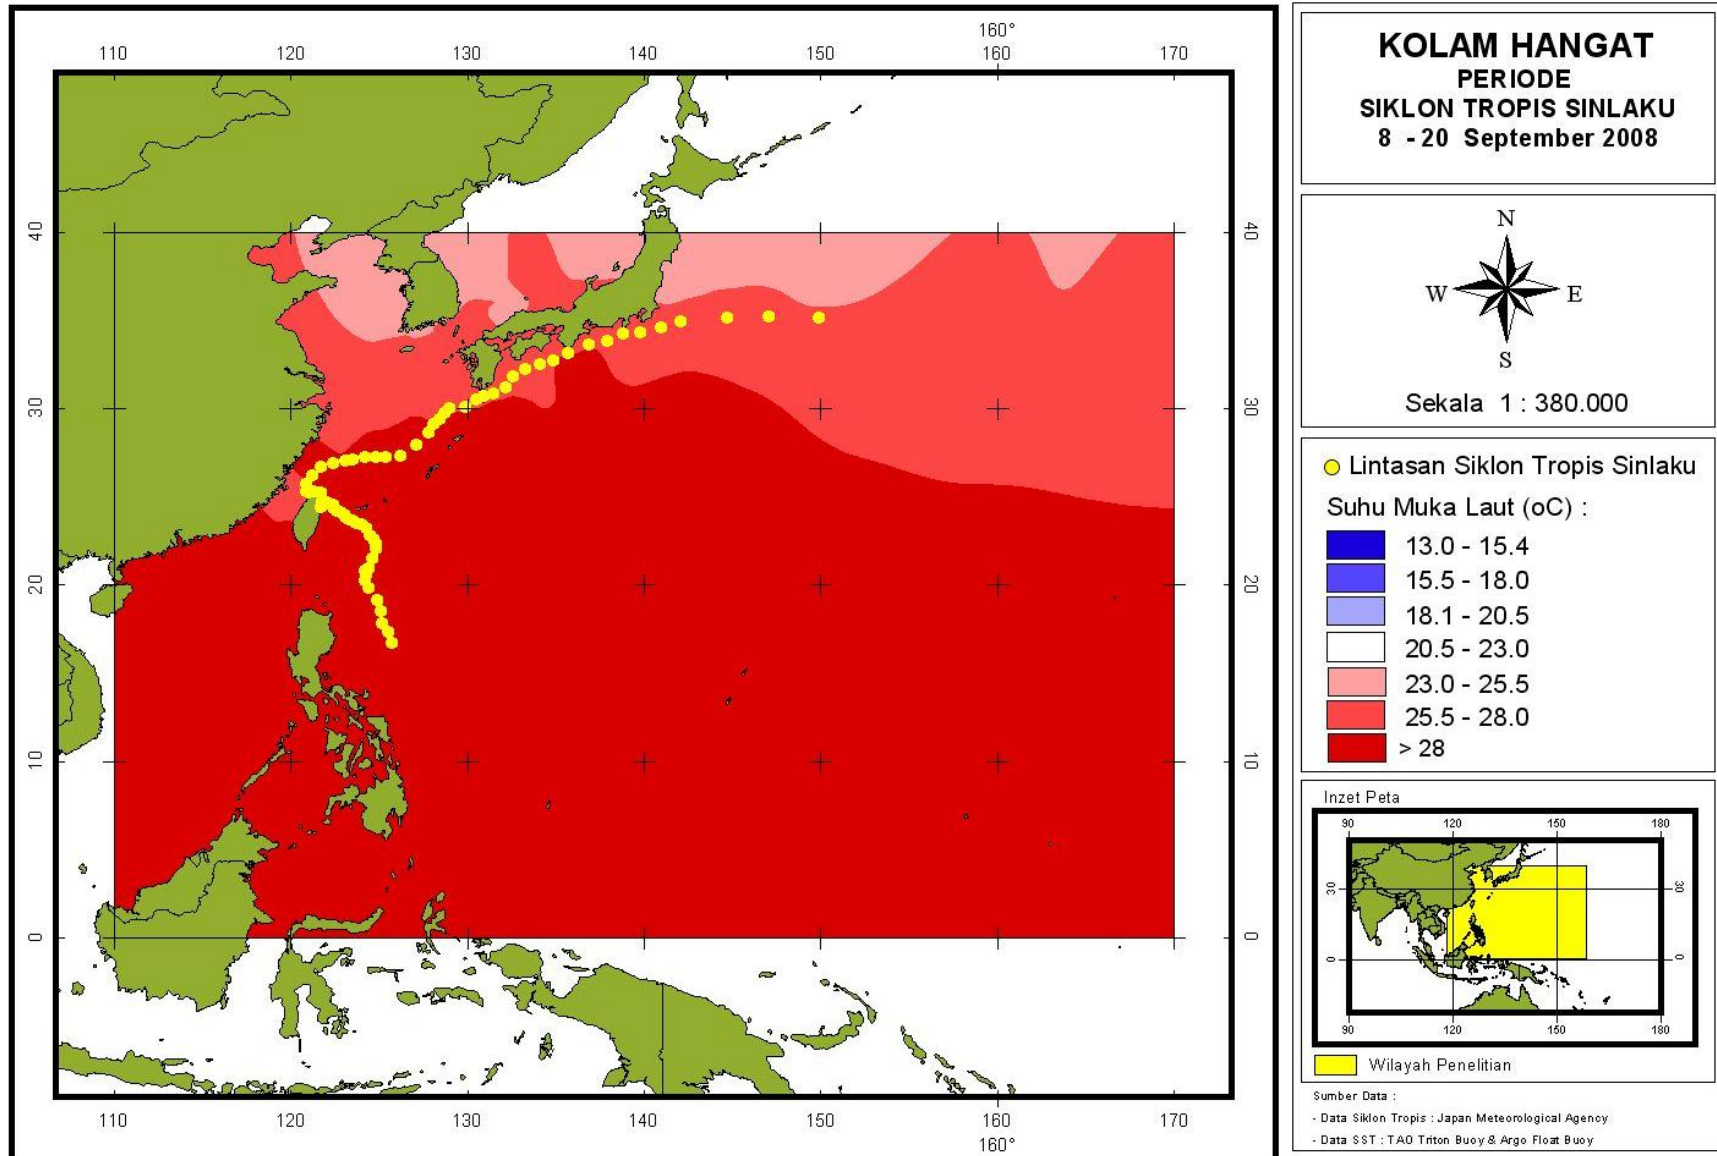 160°
110 120 130 140 150 160 170
40 40
30 30
20 20
10 10
0 0
110 120 130 140 150 170
160°
KOLAM HANGAT
PERIODE
SIKLON TROPIS SINLAKU
8 - 20 September 2008
N
W E
S
Sekala 1 : 380.000
Lintasan Siklon Tropis Sinlaku
Suhu Muka Laut (oC) :
13.0 - 15.4
15.5 - 18.0
18.1 - 20.5
20.5 - 23.0
23.0 - 25.5
25.5 - 28.0
> 28
Inzet Peta
90 120 150 180
30 30
0 0
90 120 150 180
Wilayah Penelitian
Sumber Data :
- Data Siklon Tropis : Japan Meteorological Agency
- Data SST : TAO Triton Buoy & Argo Float Buoy